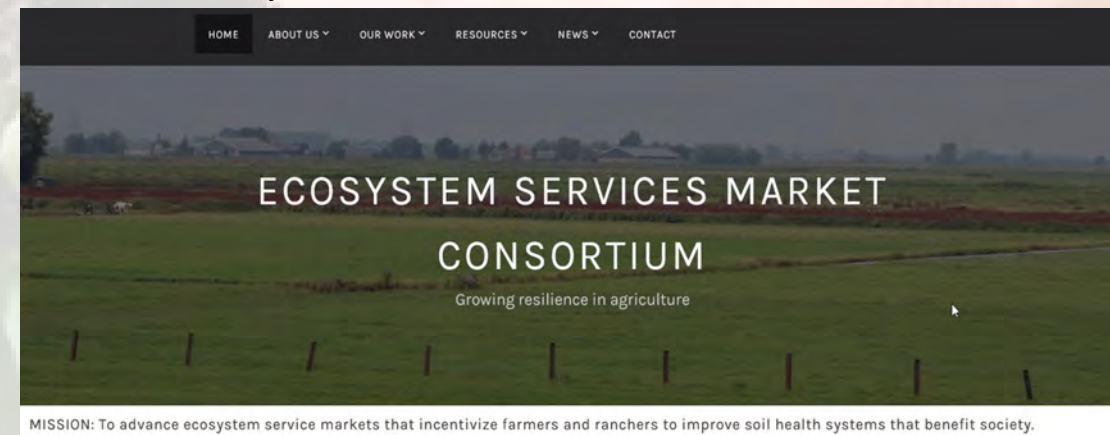 HOME ABOUT US OUR WORK RESOURCES NEWS CONTACT
ECOSYSTEM SERVICES MARKET
CONSORTIUM
Growing resilience in agriculture
MISSION: To advance ecosystem service markets that incentivize farmers and ranchers to improve soil health systems that benefit society.